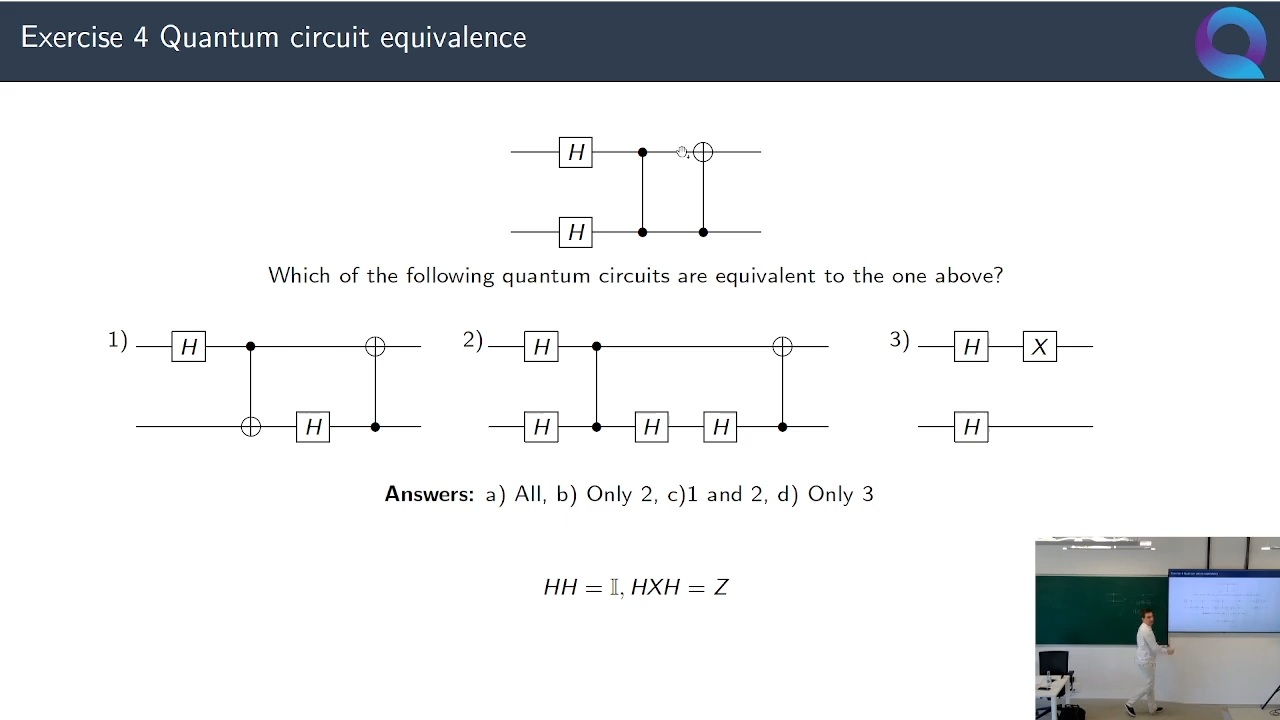 Exercise 4 Quantum circuit equivalence
H
H
Which of the following quantum circuits are equivalent to the one above?
1) H H
2) H H H H
3) H X H
Answers: a) All, b) Only 2, c)1 and 2, d) Only 3
HH = 𝕀, HXH = Z